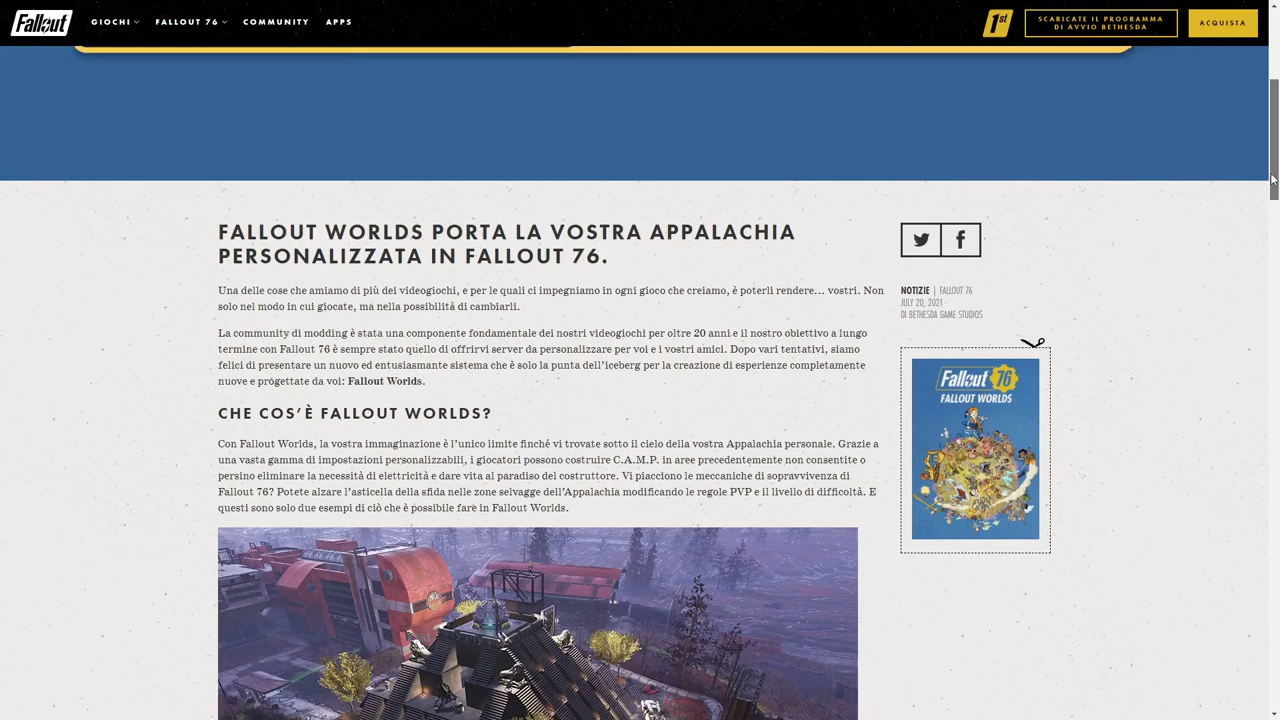 Fallout
GIOCHI
FALLOUT 76
COMMUNITY
APPS
1st
SCARICATE IL PROGRAMMA
DI AVVIO BETHESDA
ACQUISTA
FALLOUT WORLDS PORTA LA VOSTRA APPALACHIA
PERSONALIZZATA IN FALLOUT 76.
Una delle cose che amiamo di più dei videogiochi, e per le quali ci impegniamo in ogni gioco che creiamo, è poterli rendere... vostri. Non
solo nel modo in cui giocate, ma nella possibilità di cambiarli.
La community di modding è stata una componente fondamentale dei nostri videogiochi per oltre 20 anni e il nostro obiettivo a lungo
termine con Fallout 76 è sempre stato quello di offrirvi server da personalizzare per voi e i vostri amici. Dopo vari tentativi, siamo
felici di presentare un nuovo ed entusiasmante sistema che è solo la punta dell'iceberg per la creazione di esperienze completamente
nuove e progettate da voi: Fallout Worlds.
CHE COS'È FALLOUT WORLDS?
Con Fallout Worlds, la vostra immaginazione è l'unico limite finché vi trovate sotto il cielo della vostra Appalachia personale. Grazie a
una vasta gamma di impostazioni personalizzabili, i giocatori possono costruire C.A.M.P. in aree precedentemente non consentite o
persino eliminare la necessità di elettricità e dare vita al paradiso del costruttore. Vi piacciono le meccaniche di sopravvivenza di
Fallout 76? Potete alzare l'asticella della sfida nelle zone selvagge dell'Appalachia modificando le regole PVP e il livello di difficoltà. E
questi sono solo due esempi di ciò che è possibile fare in Fallout Worlds.
NOTIZIE | FALLOUT 76
JULY 20, 2021
DI BETHESDA GAME STUDIOS
Fallout 76
FALLOUT WORLDS